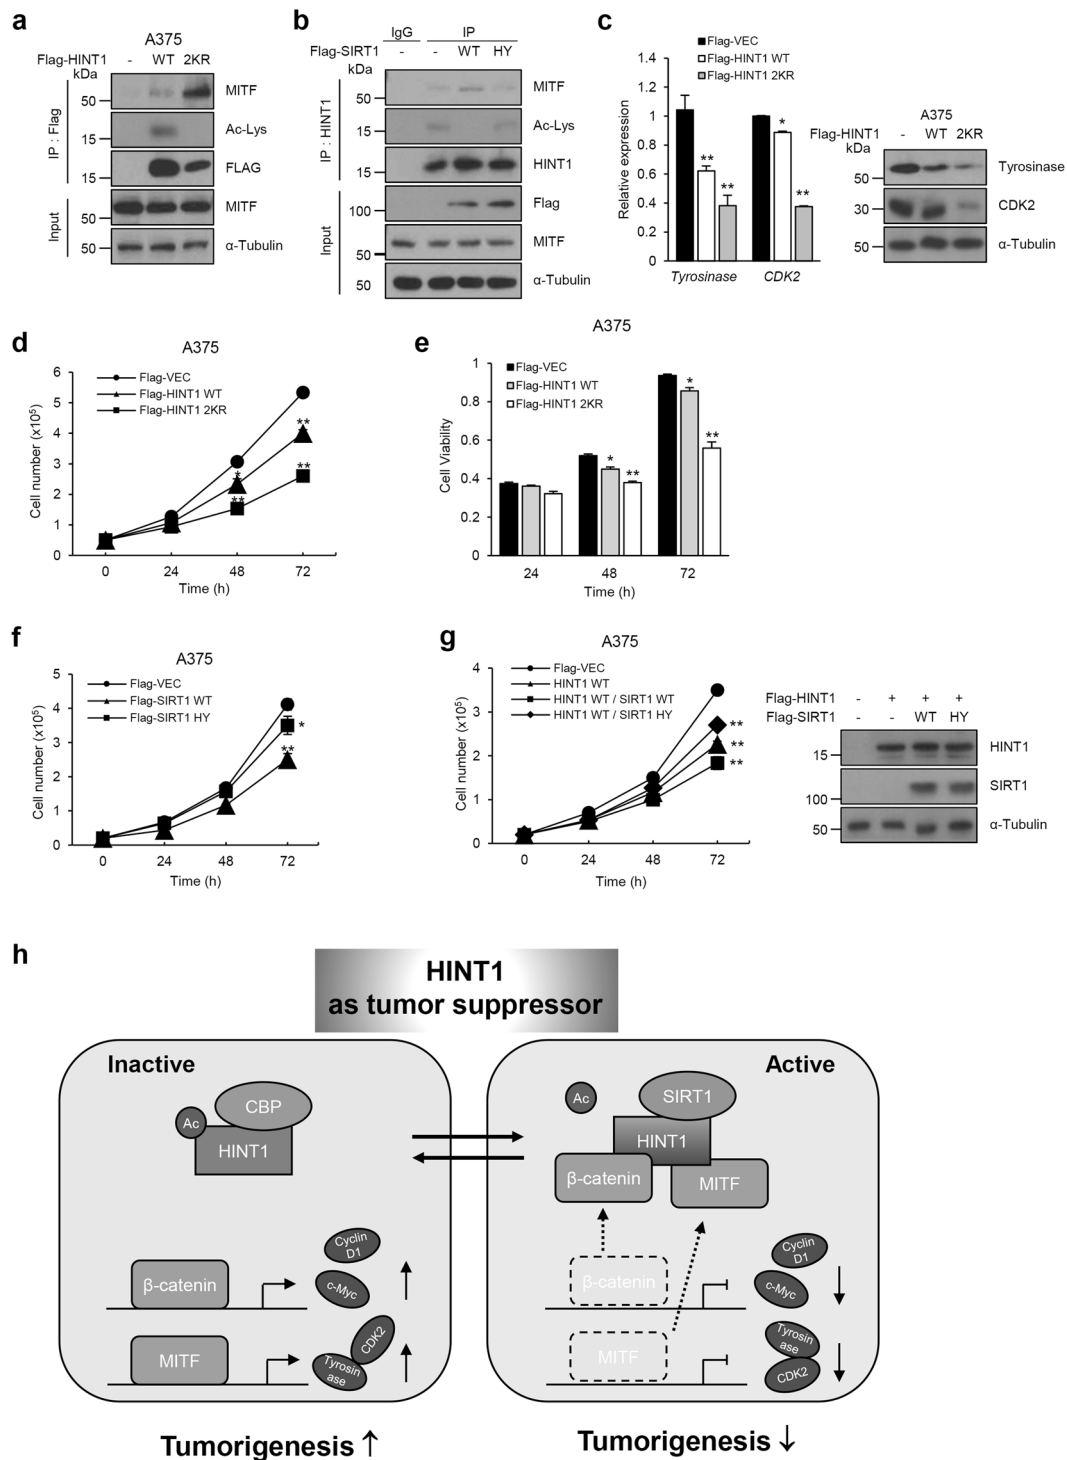 a
A375
Flag-HINT1 - WT 2KR
kDa
IP : Flag
50 MITF
15 Ac-Lys
15 FLAG
Input
50 MITF
50 α-Tubulin
b
IgG IP
Flag-SIRT1 - - WT HY
kDa
IP : HINT1
50 MITF
15 Ac-Lys
15 HINT1
Input
100 Flag
50 MITF
50 α-Tubulin
c
Flag-VEC
Flag-HINT1 WT
Flag-HINT1 2KR
Relative expression
1.4
1.2
1
0.8
0.6
0.4
0.2
0
** ** * **
Tyrosinase CDK2
A375
Flag-HINT1 - WT 2KR
kDa
50 Tyrosinase
30 CDK2
50 α-Tubulin
d
A375
Flag-VEC
Flag-HINT1 WT
Flag-HINT1 2KR
Cell number (x10⁵)
6
5
4
3
2
1
0
* ** ** **
0 24 48 72
Time (h)
e
A375
Flag-VEC
Flag-HINT1 WT
Flag-HINT1 2KR
Cell Viability
1
0.8
0.6
0.4
0.2
0
* ** * **
24 48 72
Time (h)
f
A375
Flag-VEC
Flag-SIRT1 WT
Flag-SIRT1 HY
Cell number (x10⁵)
5
4
3
2
1
0
*
**
0 24 48 72
Time (h)
g
A375
Flag-VEC
HINT1 WT
HINT1 WT / SIRT1 WT
HINT1 WT / SIRT1 HY
Cell number (x10⁵)
4
3
2
1
0
**
**
**
0 24 48 72
Time (h)
Flag-HINT1 - + + +
Flag-SIRT1 - - WT HY
15 HINT1
100 SIRT1
50 α-Tubulin
h
HINT1
as tumor suppressor
Inactive
CBP
Ac
HINT1
β-catenin
Cyclin
D1
c-Myc
MITF
CDK2
Tyrosin
ase
Tumorigenesis ↑
Active
Ac
SIRT1
HINT1
β-catenin
MITF
β-catenin
Cyclin
D1
c-Myc
MITF
Tyrosin
ase
CDK2
Tumorigenesis ↓